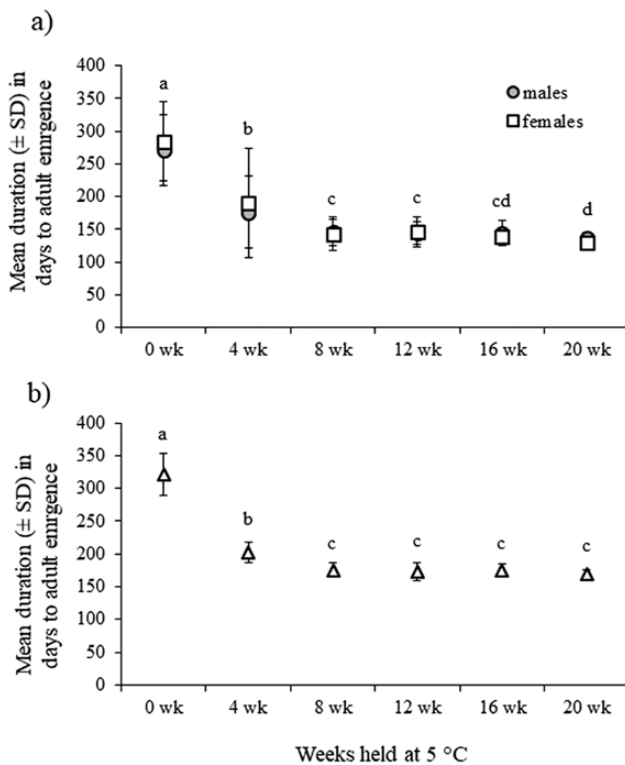 a)
Mean duration (± SD) in
days to adult emrgence
400
350
300
250
200
150
100
50
0
a
b
c
c
cd
d
males
females
0 wk
4 wk
8 wk
12 wk
16 wk
20 wk
b)
Mean duration (± SD) in
days to adult emrgence
400
350
300
250
200
150
100
50
0
a
b
c
c
c
c
0 wk
4 wk
8 wk
12 wk
16 wk
20 wk
Weeks held at 5 °C